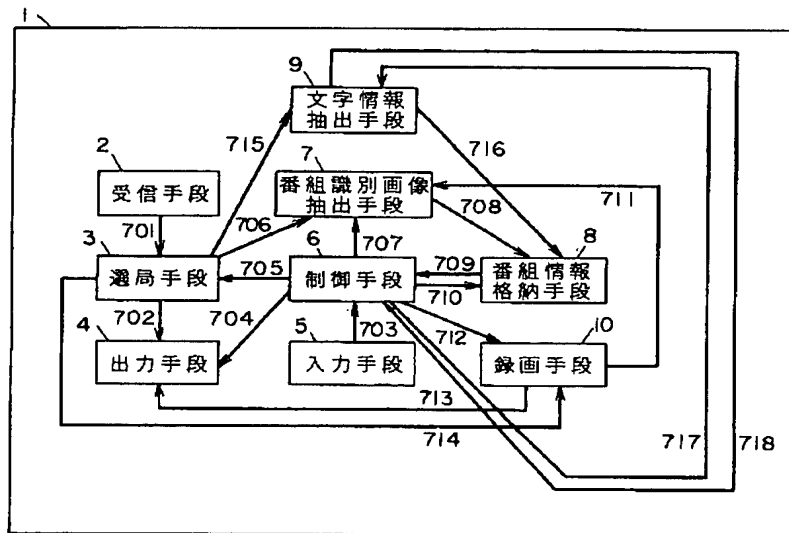 1
9
文字情報
抽出手段
715
716
2
受信手段
7
番組識別画像
抽出手段
711
701
706
708
3
選局手段
705
6
制御手段
707
709
710
8
番組情報
格納手段
702
704
703
712
4
出力手段
5
入力手段
10
録画手段
713
714
717
718